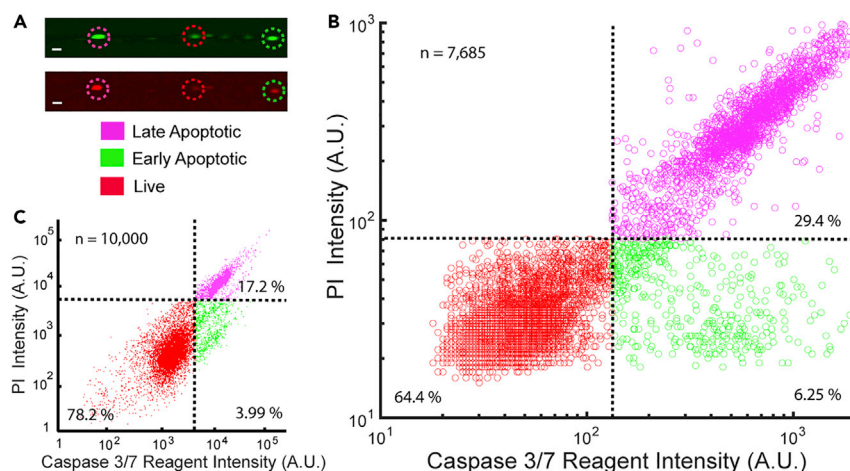 A
Late Apoptotic
Early Apoptotic
Live
B
n = 7,685
29.4 %
64.4 %
6.25 %
10³
10²
10¹
10
10²
10³
PI Intensity (A.U.)
Caspase 3/7 Reagent Intensity (A.U.)
C
n = 10,000
17.2 %
78.2 %
3.99 %
10⁵
10⁴
10³
10²
1
1
10²
10³
10⁴
10⁵
PI Intensity (A.U.)
Caspase 3/7 Reagent Intensity (A.U.)